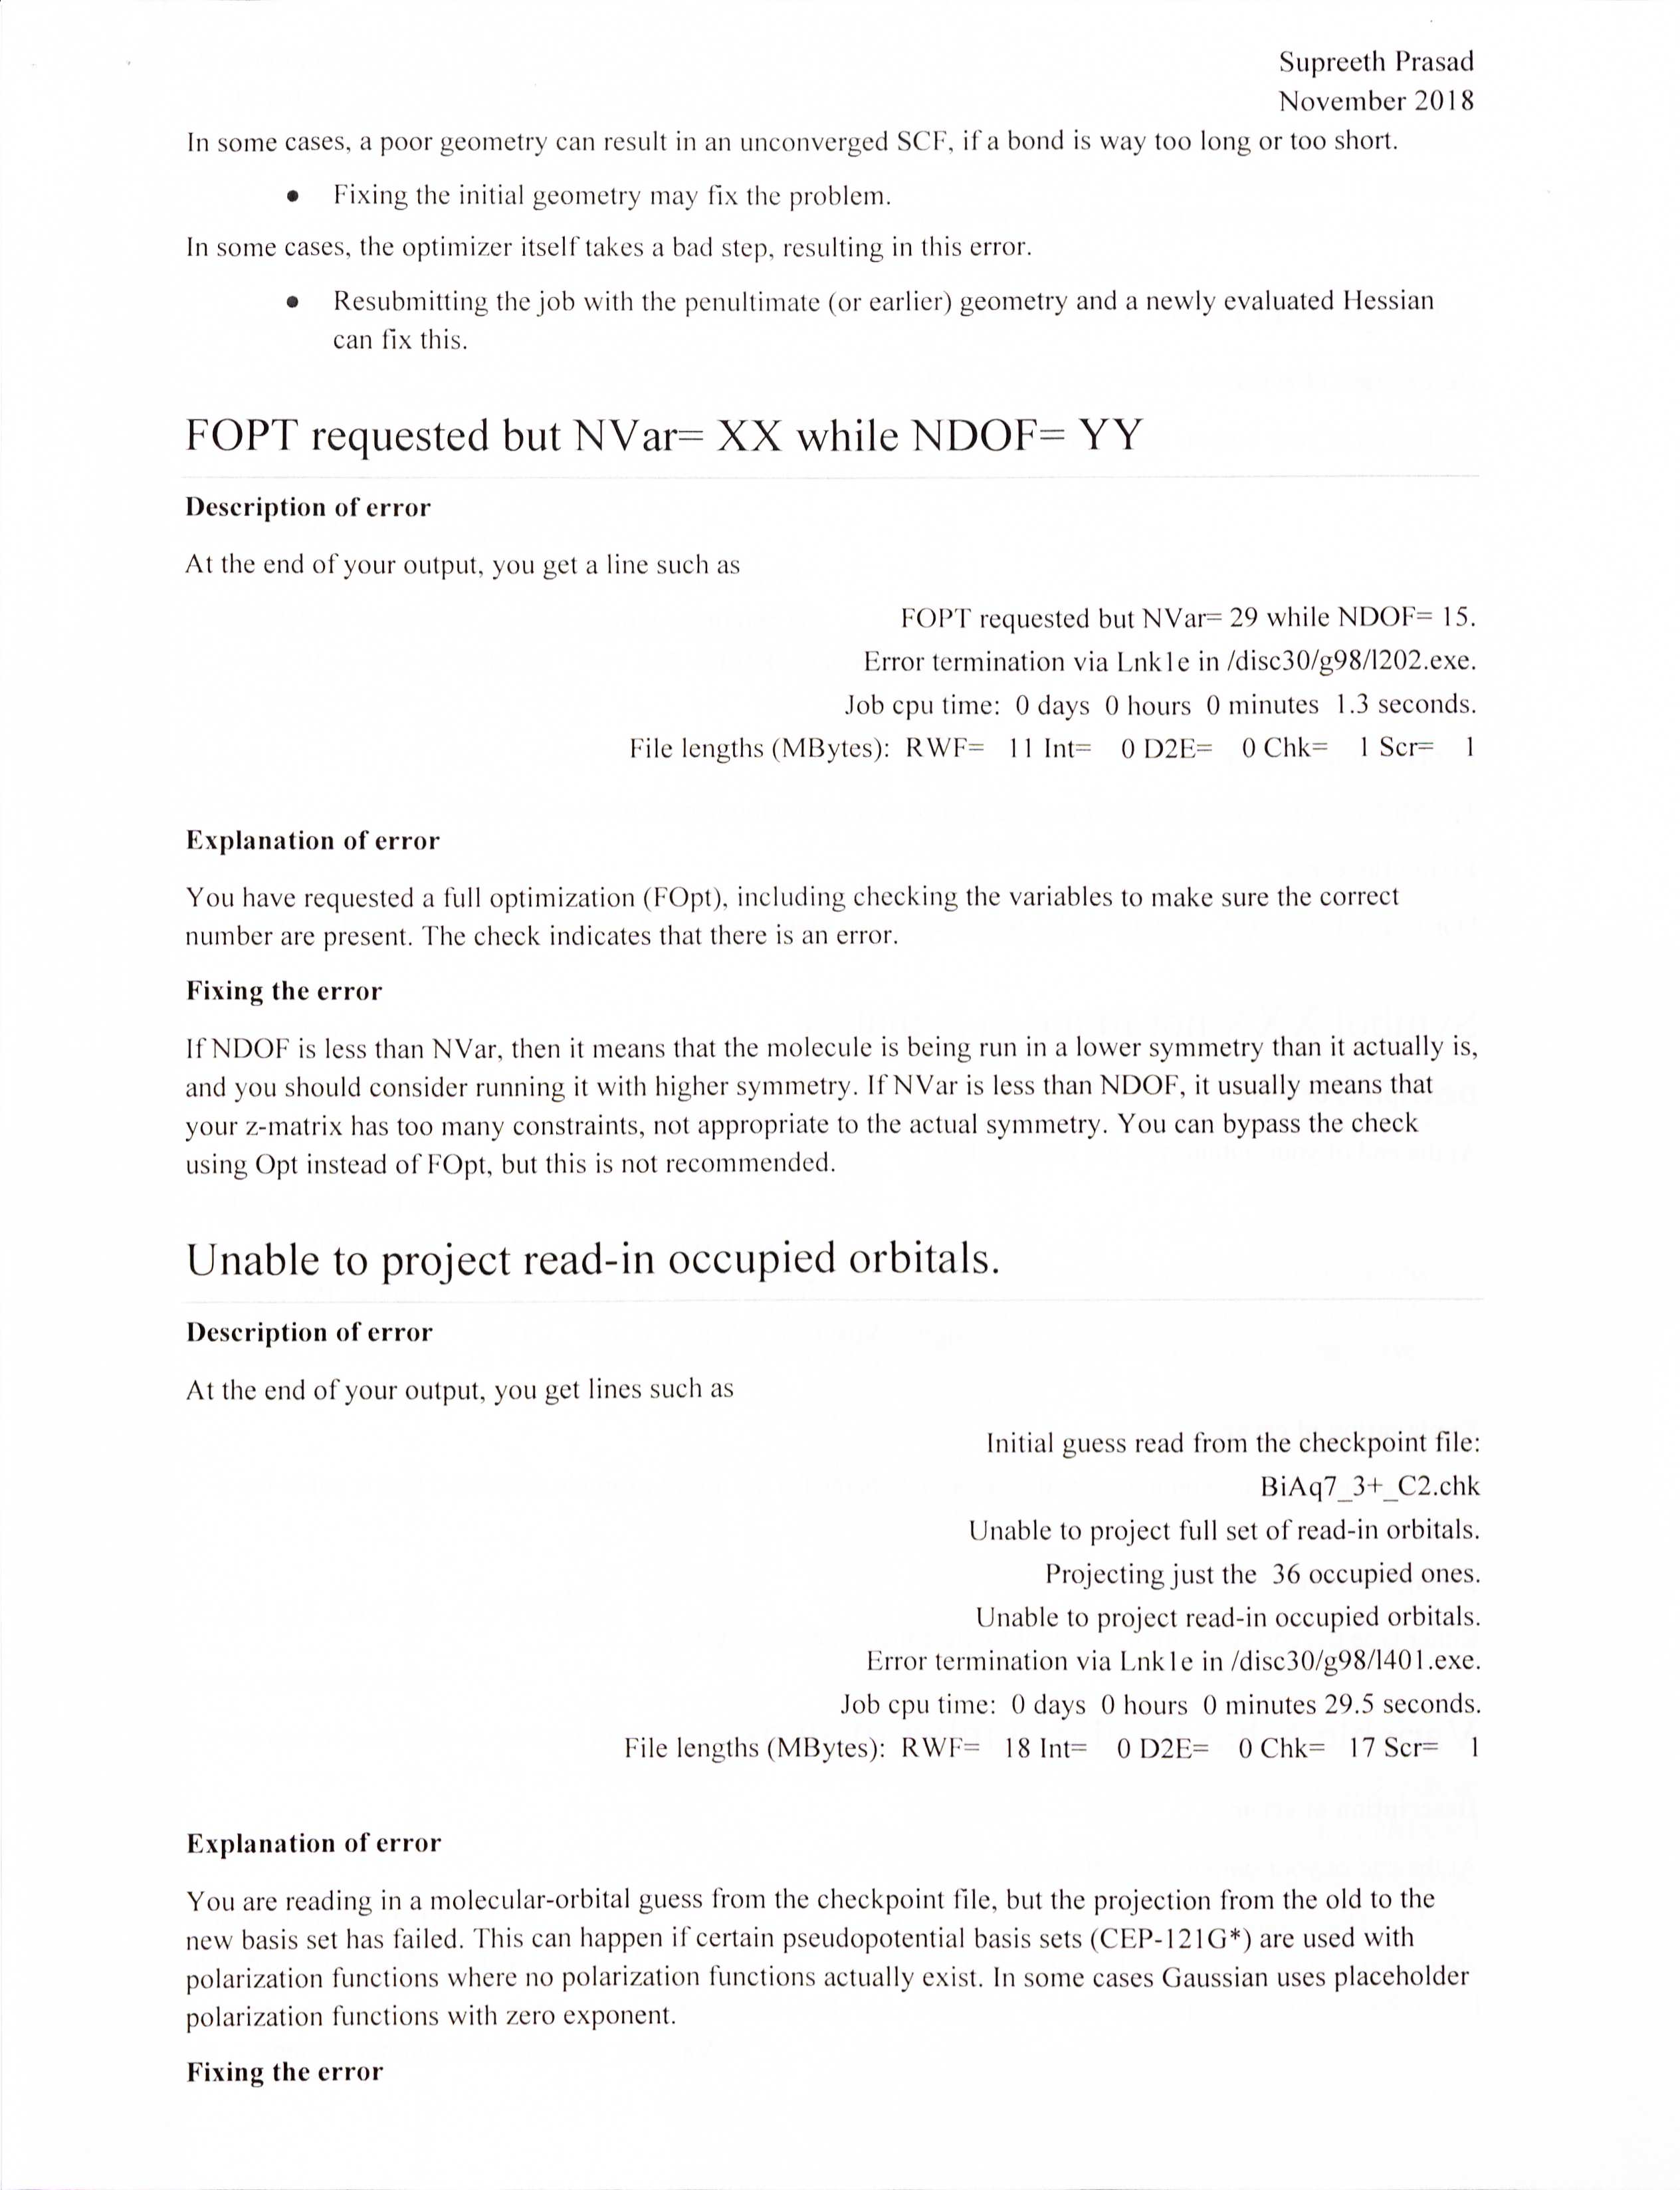 Supreeth Prasad
November 2018
In some cases, a poor geometry can result in an unconverged SCF, if a bond is way too long or too short.
• Fixing the initial geometry may fix the problem.
In some cases, the optimizer itself takes a bad step, resulting in this error.
• Resubmitting the job with the penultimate (or earlier) geometry and a newly evaluated Hessian
can fix this.
FOPT requested but NVar= XX while NDOF= YY
Description of error
At the end of your output, you get a line such as
FOPT requested but NVar= 29 while NDOF= 15.
Error termination via Lnk1e in /disc30/g98/l202.exe.
Job cpu time: 0 days 0 hours 0 minutes 1.3 seconds.
File lengths (MBytes): RWF= 11 Int= 0 D2E= 0 Chk= 1 Scr= 1
Explanation of error
You have requested a full optimization (FOpt), including checking the variables to make sure the correct
number are present. The check indicates that there is an error.
Fixing the error
If NDOF is less than NVar, then it means that the molecule is being run in a lower symmetry than it actually is,
and you should consider running it with higher symmetry. If NVar is less than NDOF, it usually means that
your z-matrix has too many constraints, not appropriate to the actual symmetry. You can bypass the check
using Opt instead of FOpt, but this is not recommended.
Unable to project read-in occupied orbitals.
Description of error
At the end of your output, you get lines such as
Initial guess read from the checkpoint file:
BiAq7_3+_C2.chk
Unable to project full set of read-in orbitals.
Projecting just the 36 occupied ones.
Unable to project read-in occupied orbitals.
Error termination via Lnk1e in /disc30/g98/l401.exe.
Job cpu time: 0 days 0 hours 0 minutes 29.5 seconds.
File lengths (MBytes): RWF= 18 Int= 0 D2E= 0 Chk= 17 Scr= 1
Explanation of error
You are reading in a molecular-orbital guess from the checkpoint file, but the projection from the old to the
new basis set has failed. This can happen if certain pseudopotential basis sets (CEP-121G*) are used with
polarization functions where no polarization functions actually exist. In some cases Gaussian uses placeholder
polarization functions with zero exponent.
Fixing the error